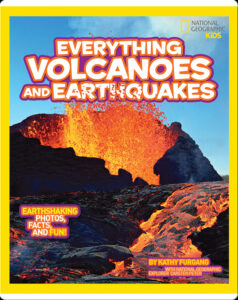 NATIONAL
GEOGRAPHIC
KiDS
EVERYTHING
VOLCANOES
AND EARTHQUAKES
EARTHSHAKING
PHOTOS,
FACTS,
AND FUN!
BY KATHY FURGANG
WITH NATIONAL GEOGRAPHIC
EXPLORER CARSTEN PETER